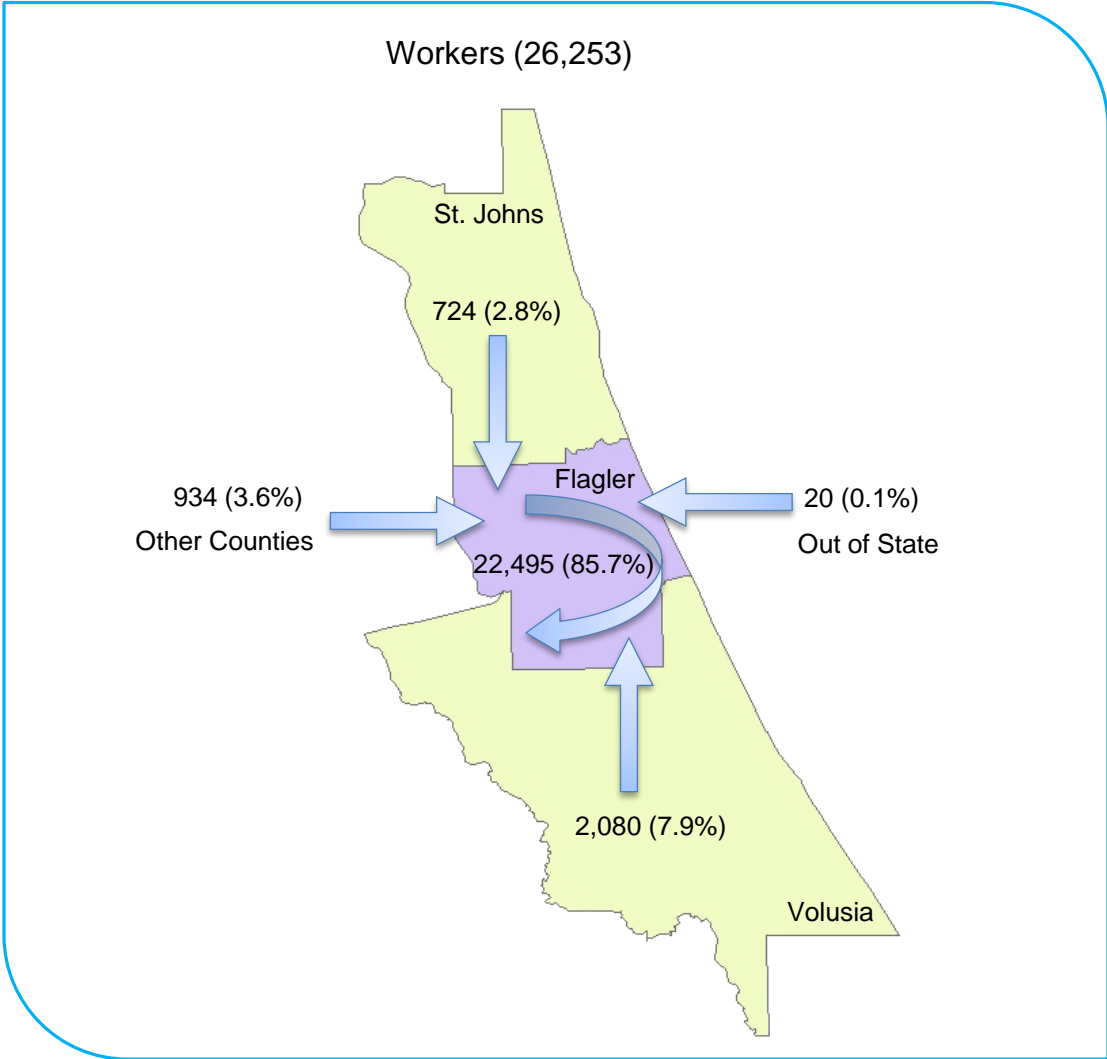 Workers (26,253)
St. Johns
724 (2.8%)
Flagler
934 (3.6%)
Other Counties
20 (0.1%)
Out of State
22,495 (85.7%)
2,080 (7.9%)
Volusia